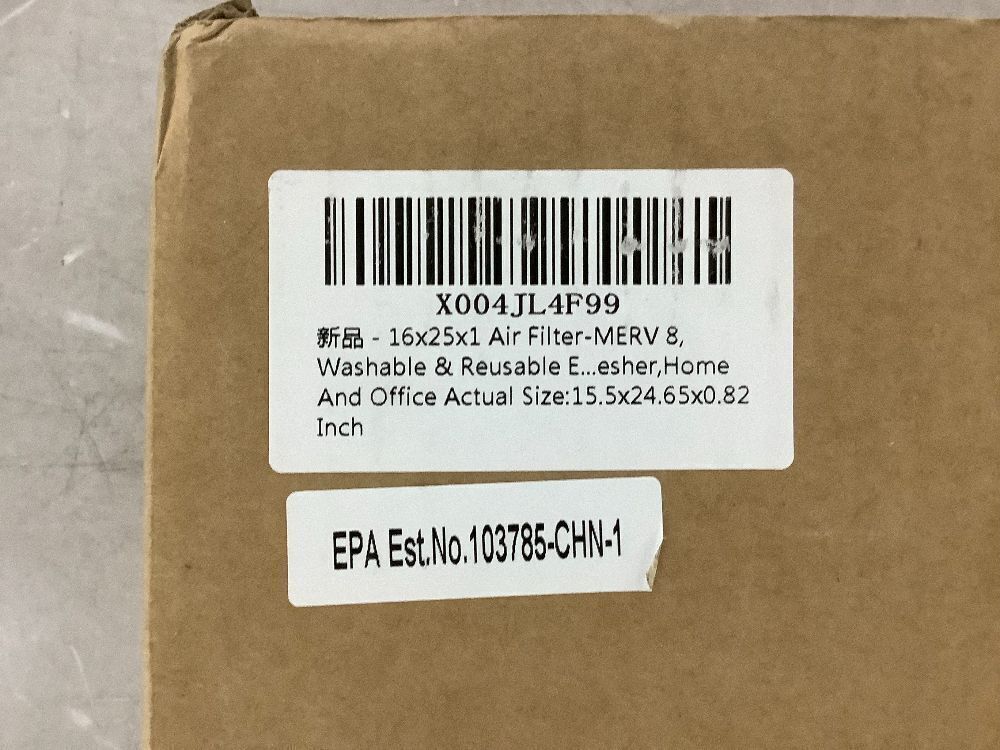 X004JL4F99
新品 - 16x25x1 Air Filter-MERV 8,
Washable & Reusable E...esher,Home
And Office Actual Size:15.5x24.65x0.82
Inch
EPA Est.No.103785-CHN-1